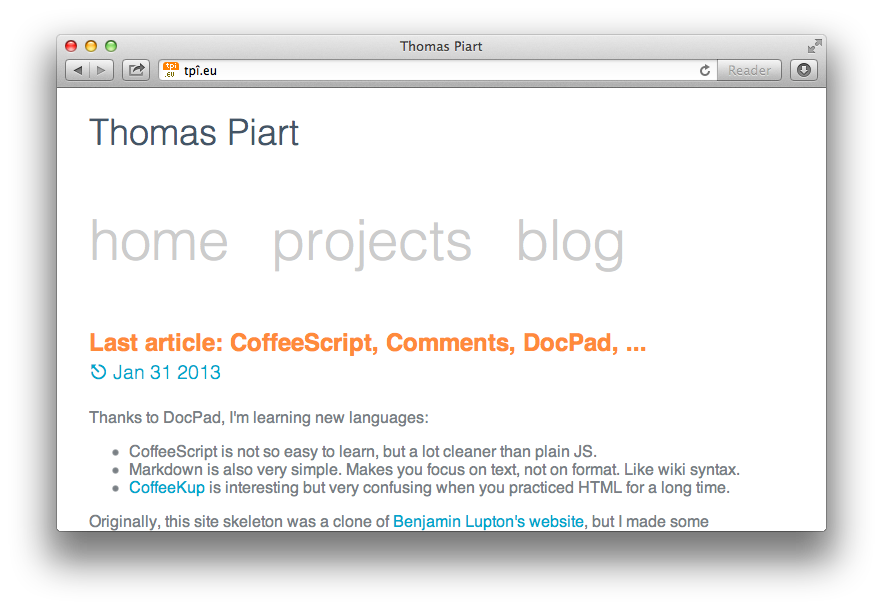 Thomas Piart
tpî
.EU
tpî.eu
Reader
Thomas Piart
home projects blog
Last article: CoffeeScript, Comments, DocPad, ...
Jan 31 2013
Thanks to DocPad, I'm learning new languages:
CoffeeScript is not so easy to learn, but a lot cleaner than plain JS.
Markdown is also very simple. Makes you focus on text, not on format. Like wiki syntax.
CoffeeKup is interesting but very confusing when you practiced HTML for a long time.
Originally, this site skeleton was a clone of Benjamin Lupton's website, but I made some